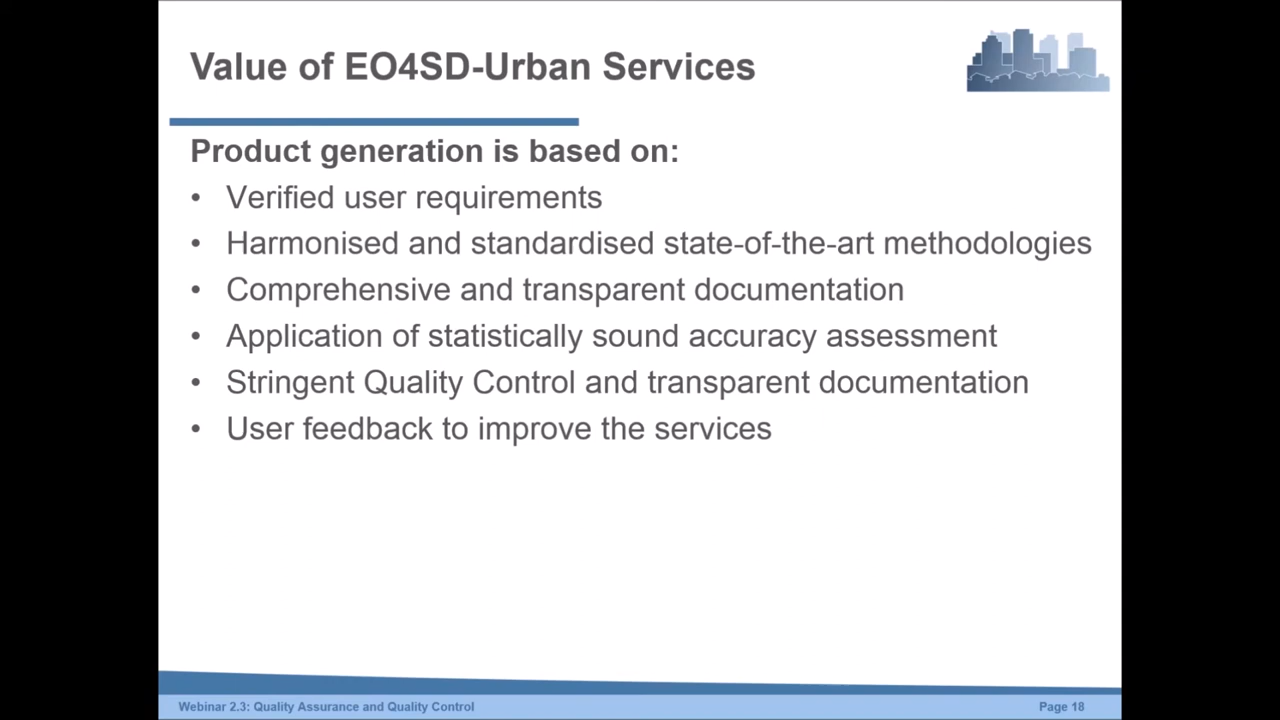 Value of EO4SD-Urban Services
Product generation is based on:
• Verified user requirements
• Harmonised and standardised state-of-the-art methodologies
• Comprehensive and transparent documentation
• Application of statistically sound accuracy assessment
• Stringent Quality Control and transparent documentation
• User feedback to improve the services
Webinar 2.3: Quality Assurance and Quality Control
Page 18